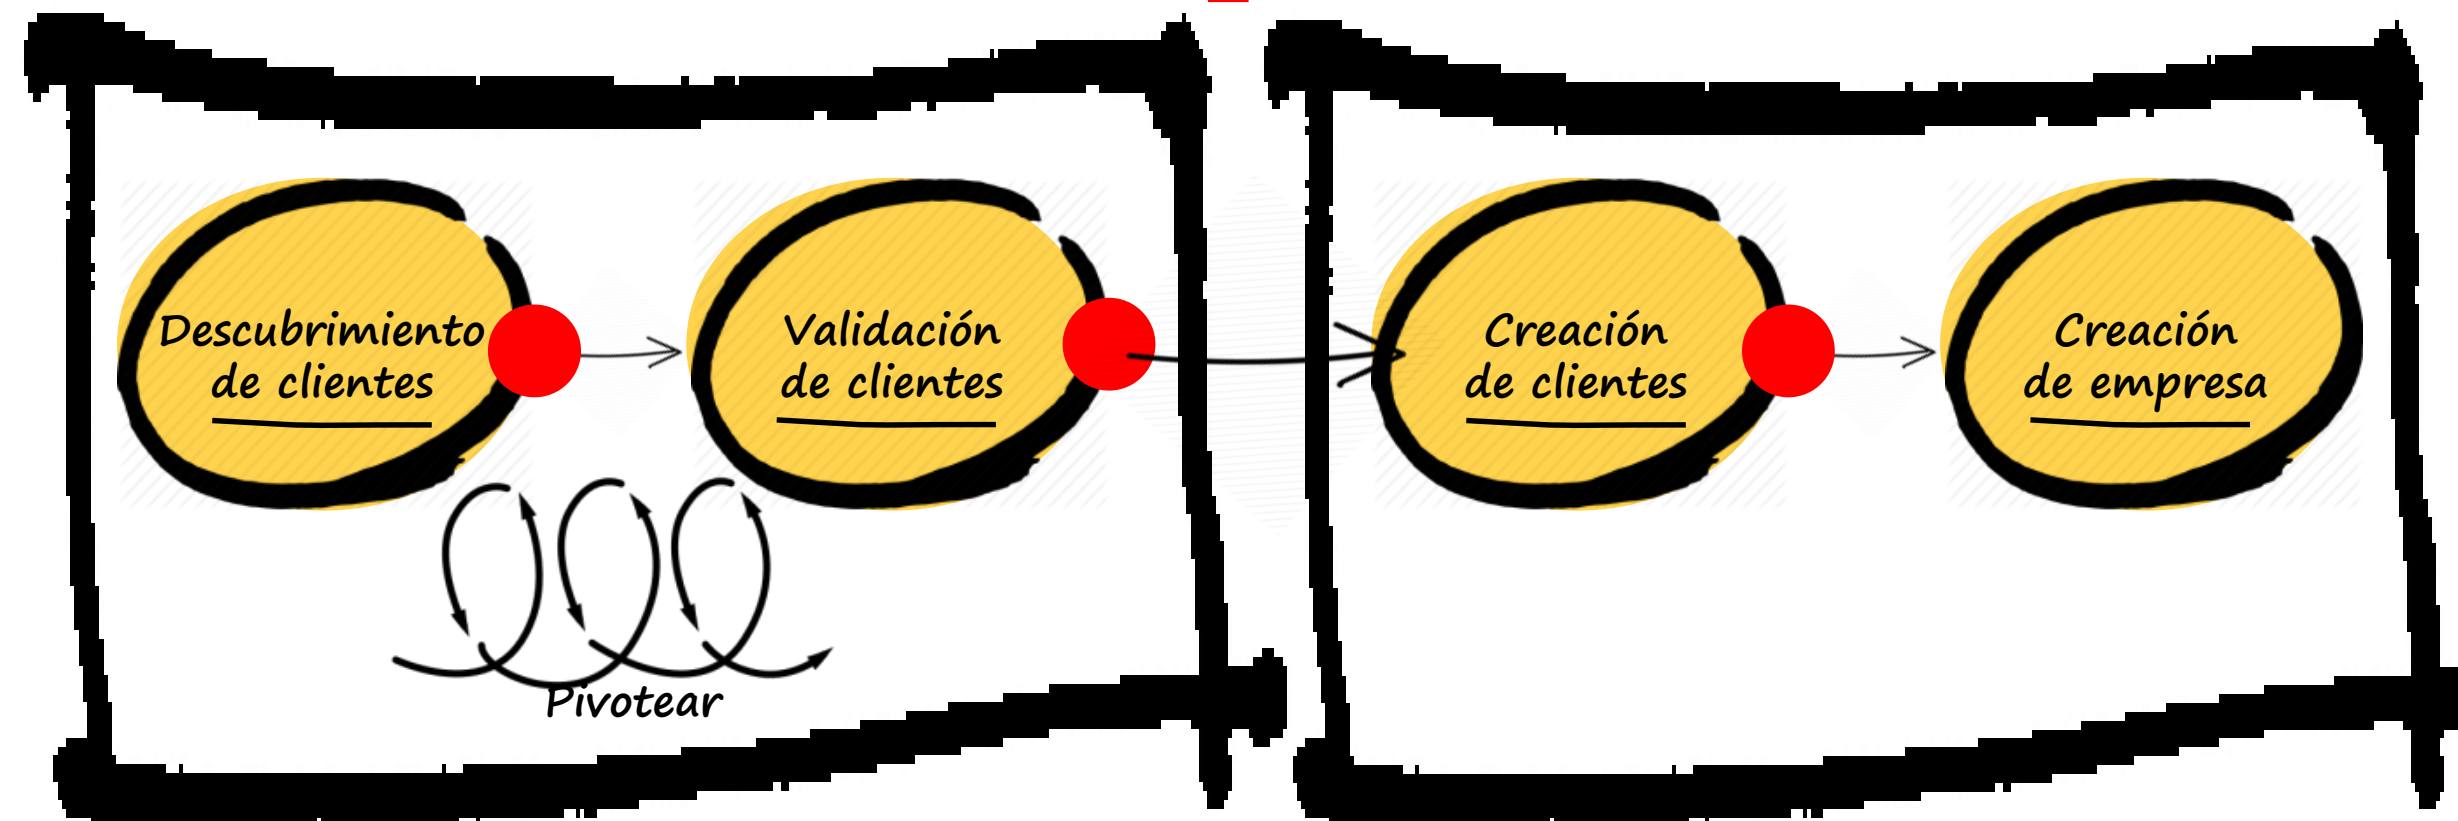 Descubrimiento
de clientes
Validación
de clientes
Creación
de clientes
Creación
de empresa
Pivotear